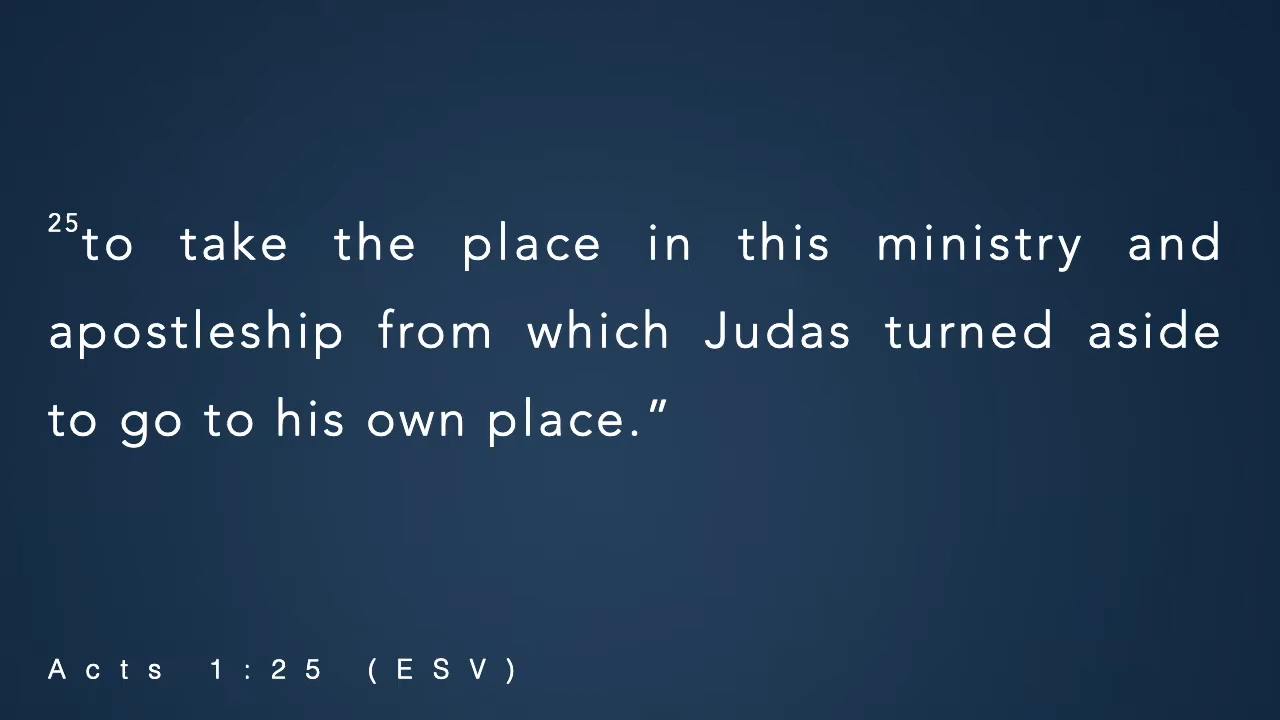 25to take the place in this ministry and
apostleship from which Judas turned aside
to go to his own place.”
Acts 1:25 (ESV)